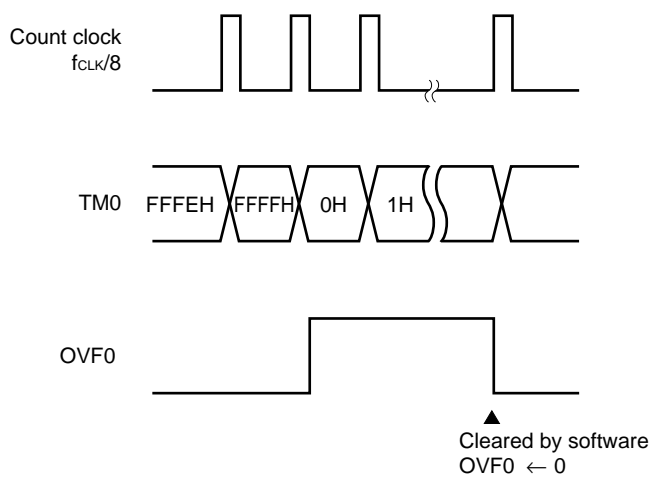 Count clock
fCLK/8
TM0
FFFEH
FFFFH
0H
1H
OVF0
Cleared by software
OVF0 ← 0